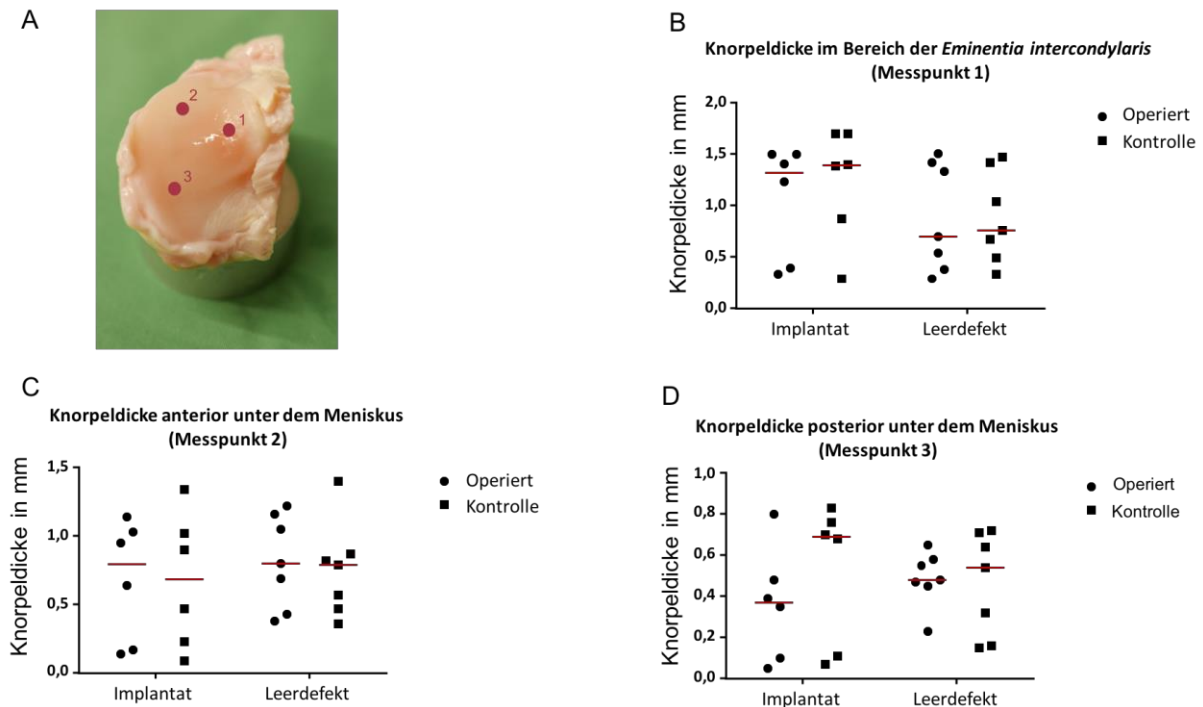 A
2
1
3
B
Knorpeldicke im Bereich der Eminentia intercondylaris
(Messpunkt 1)
Knorpeldicke in mm
2,0
1,5
1,0
0,5
0,0
Implantat
Leerdefekt
Operiert
Kontrolle
C
Knorpeldicke anterior unter dem Meniskus
(Messpunkt 2)
Knorpeldicke in mm
1,5
1,0
0,5
0,0
Implantat
Leerdefekt
Operiert
Kontrolle
D
Knorpeldicke posterior unter dem Meniskus
(Messpunkt 3)
Knorpeldicke in mm
1,0
0,8
0,6
0,4
0,2
0,0
Implantat
Leerdefekt
Operiert
Kontrolle